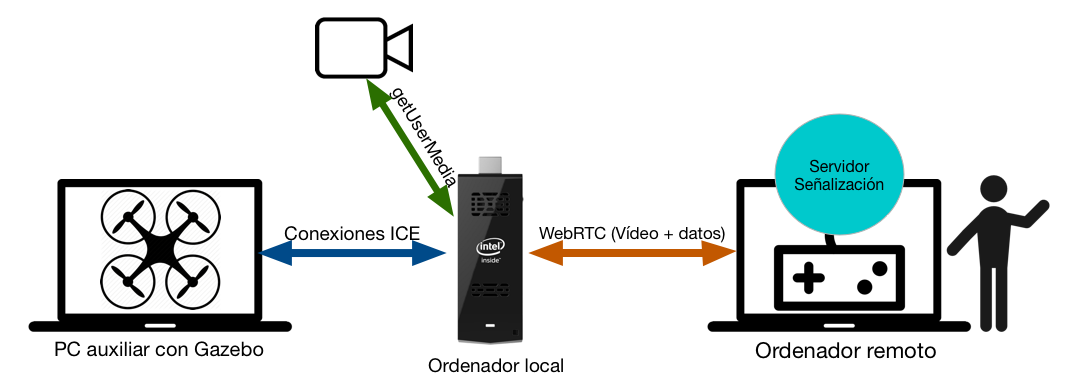 getUserMedia
Servidor
Señalización
Conexiones ICE
intel
inside
WebRTC (Vídeo + datos)
PC auxiliar con Gazebo
Ordenador local
Ordenador remoto